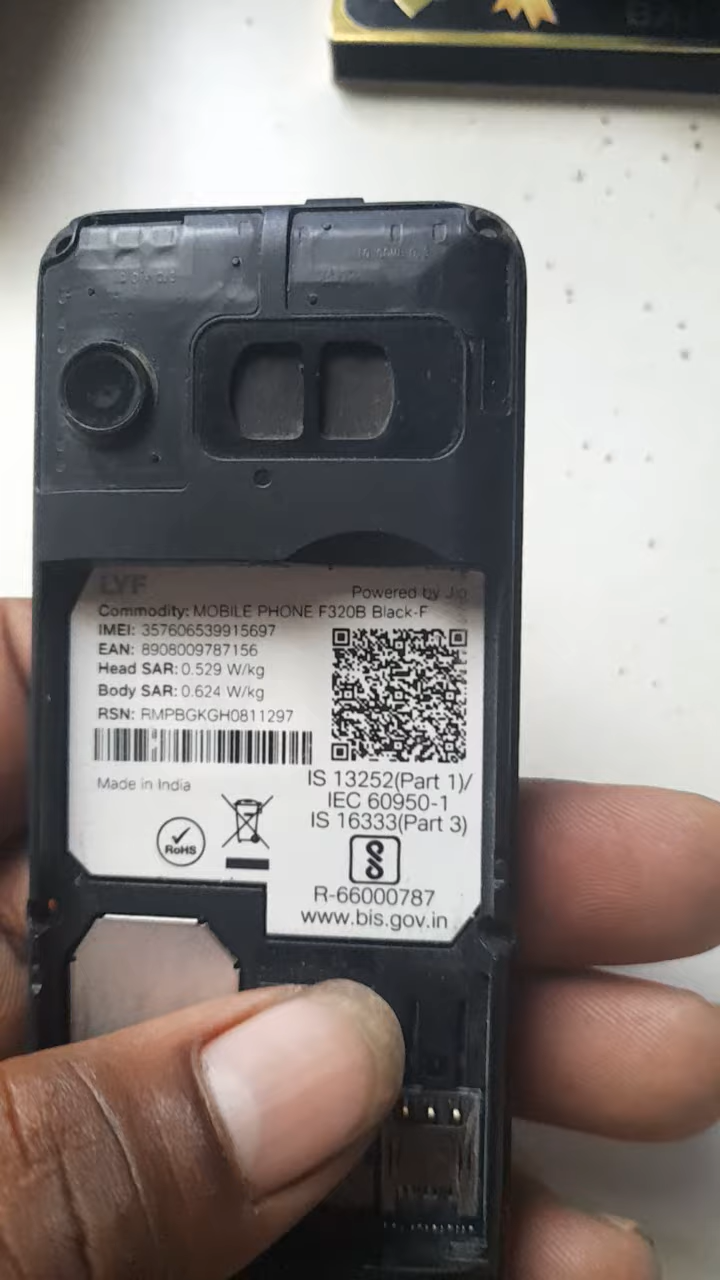 LYF
Powered by Jio
Commodity: MOBILE PHONE F320B Black-F
IMEI: 357606539915697
EAN: 8908009787156
Head SAR: 0.529 W/kg
Body SAR: 0.624 W/kg
RSN: RMPBGKGH0811297
Made in India
IS 13252(Part 1)/
IEC 60950-1
IS 16333(Part 3)
RoHS
R-66000787
www.bis.gov.in